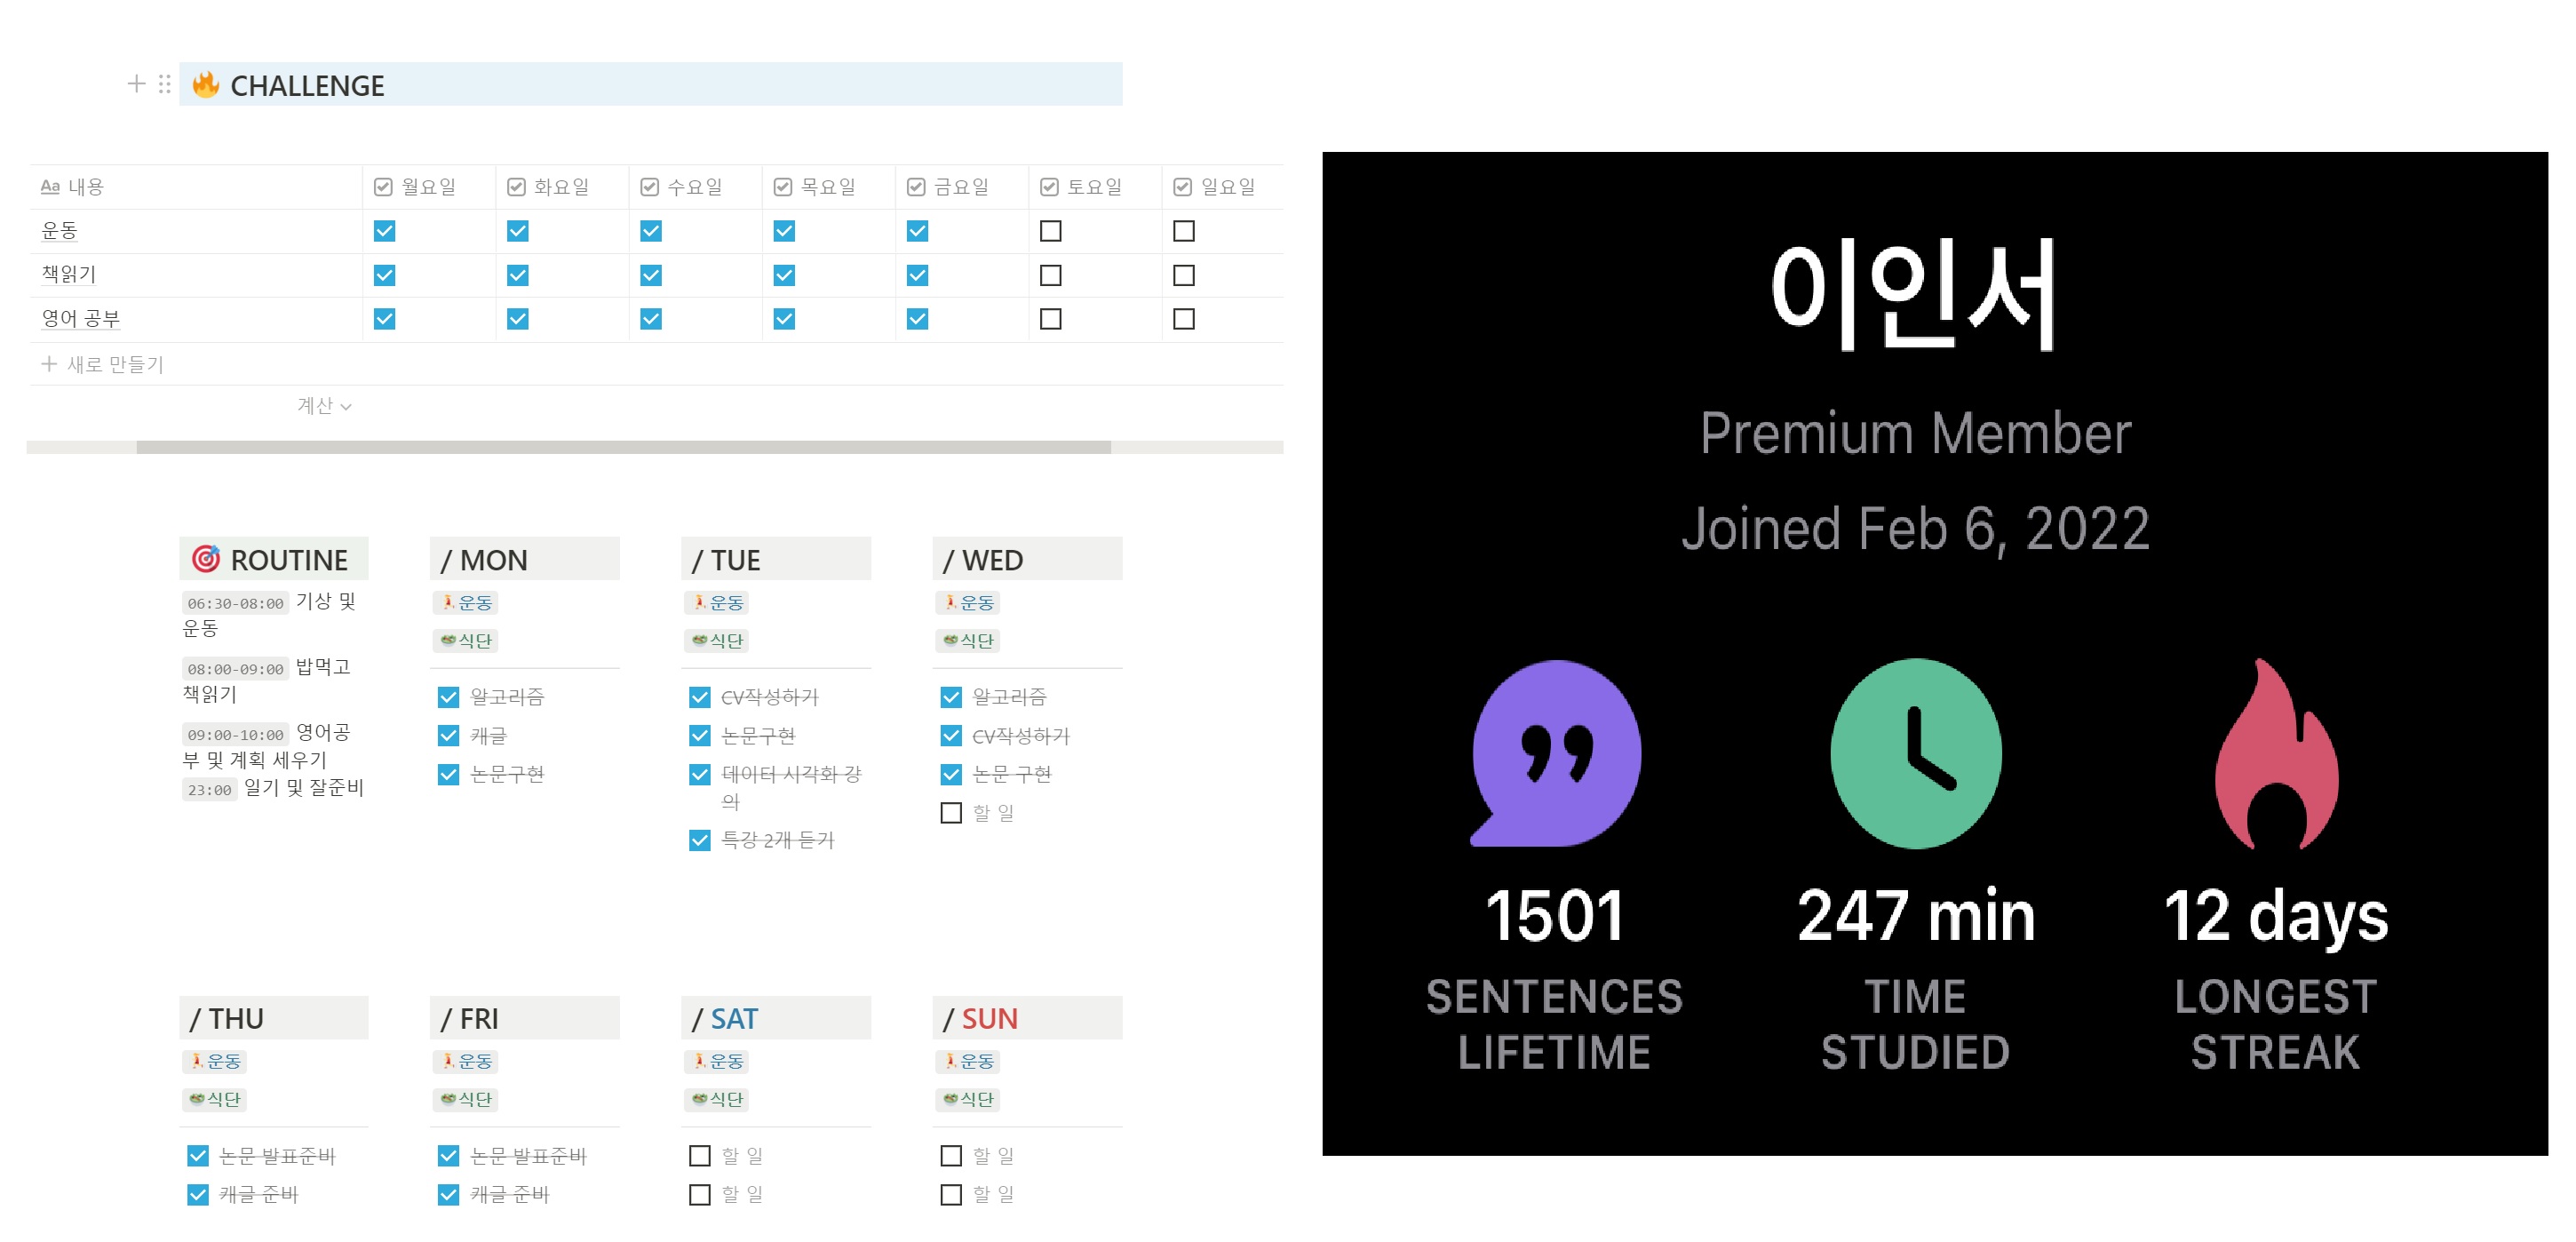 🔥 CHALLENGE
Aa 내용 월요일 화요일 수요일 목요일 금요일 토요일 일요일
운동
책읽기
영어 공부
+ 새로 만들기
계산
🎯 ROUTINE
06:30-08:00 기상 및
운동
08:00-09:00 밥먹고
책읽기
09:00-10:00 영어공
부 및 계획 세우기
23:00 일기 및 잘준비
/ MON
운동
식단
알고리즘
캐글
논문구현
/ TUE
운동
식단
CV작성하기
논문구현
데이터 시각화 강
의
특강 2개 듣기
/ WED
운동
식단
알고리즘
CV작성하기
논문 구현
할 일
/ THU
운동
식단
논문 발표준비
캐글 준비
/ FRI
운동
식단
논문 발표준비
캐글 준비
/ SAT
운동
식단
할 일
할 일
/ SUN
운동
식단
할 일
할 일
이인서
Premium Member
Joined Feb 6, 2022
1501
SENTENCES
LIFETIME
247 min
TIME
STUDIED
12 days
LONGEST
STREAK